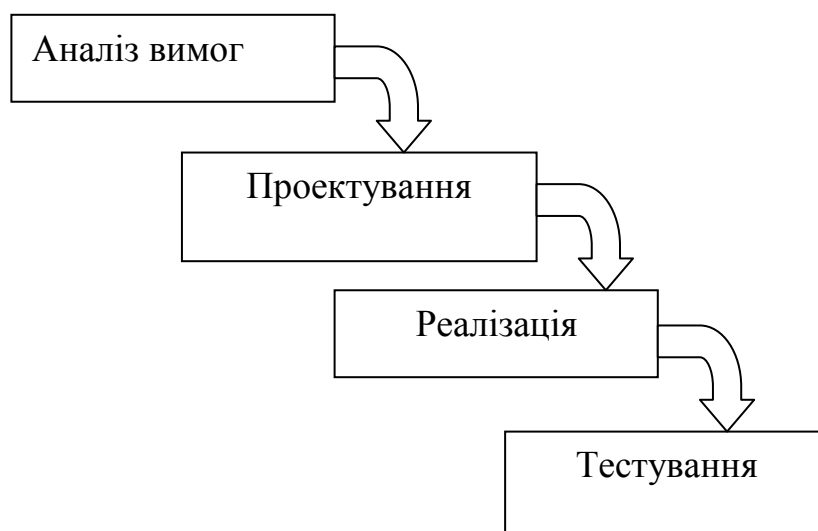 Аналіз вимог
Проектування
Реалізація
Тестування